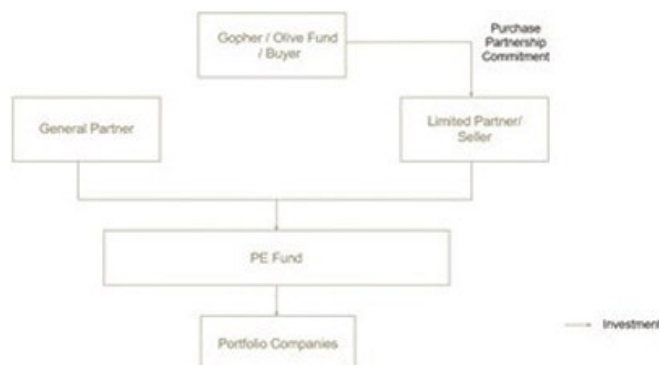 Gopher / Olive Fund
/ Buyer
Purchase
Partnership
Commitment
General Partner
Limited Partner/
Seller
PE Fund
Portfolio Companies
Investment